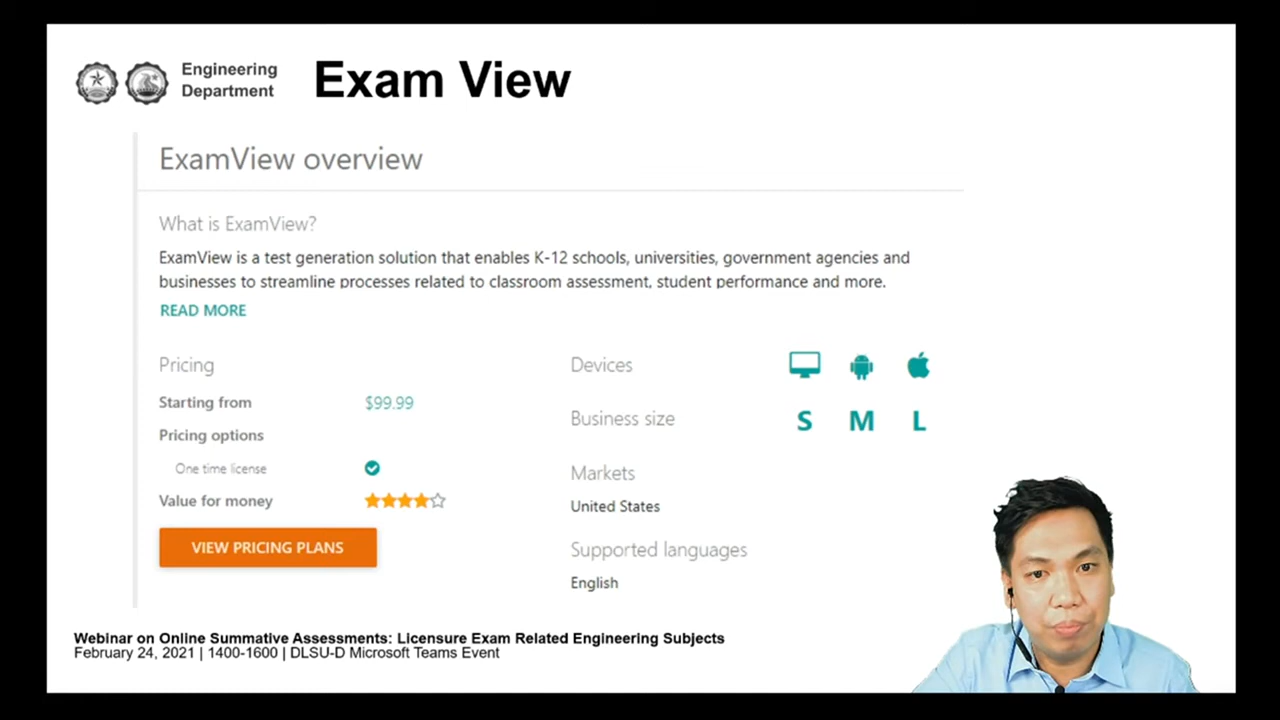 Engineering
Department
Exam View
ExamView overview
What is ExamView?
ExamView is a test generation solution that enables K-12 schools, universities, government agencies and
businesses to streamline processes related to classroom assessment, student performance and more.
READ MORE
Pricing
Starting from $99.99
Pricing options
One time license
Value for money
VIEW PRICING PLANS
Devices
Business size S M L
Markets
United States
Supported languages
English
Webinar on Online Summative Assessments: Licensure Exam Related Engineering Subjects
February 24, 2021 | 1400-1600 | DLSU-D Microsoft Teams Event